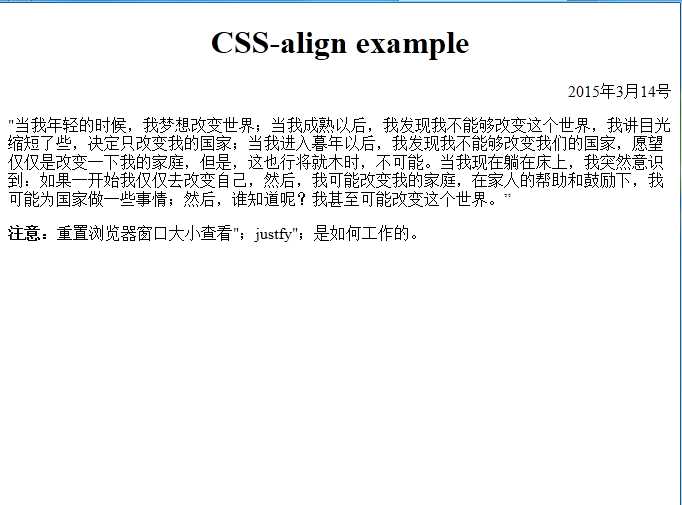 CSS-align example
2015年3月14号
"当我年轻的时候，我梦想改变世界；当我成熟以后，我发现我不能够改变这个世界，我讲目光
缩短了些，决定只改变我的国家；当我进入暮年以后，我发现我不能够改变我们的国家，愿望
仅仅是改变一下我的家庭，但是，这也行将就木时，不可能。当我现在躺在床上，我突然意识
到：如果一开始我仅仅去改变自己，然后，我可能改变我的家庭，在家人的帮助和鼓励下，我
可能为国家做一些事情；然后，谁知道呢？我甚至可能改变这个世界。”
注意：重置浏览器窗口大小查看"；justfy"；是如何工作的。